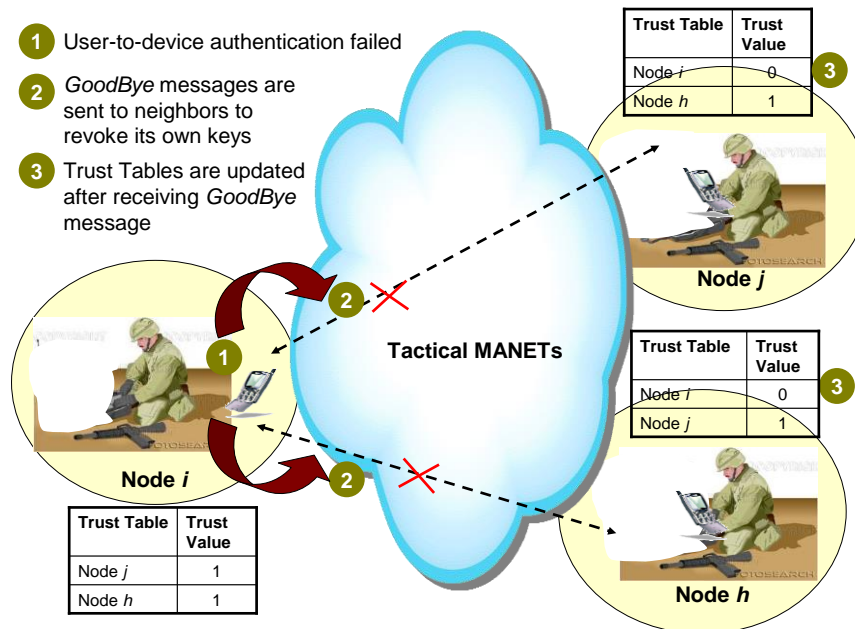 1 User-to-device authentication failed
2 GoodBye messages are
sent to neighbors to
revoke its own keys
3 Trust Tables are updated
after receiving GoodBye
message
Trust Table Trust
Value
Node i 0
Node h 1
3
Node j
FOTOSEARCH
2
Tactical MANETs
1
Node i
2
Trust Table Trust
Value
Node j 1
Node h 1
Trust Table Trust
Value
Node i 0
Node j 1
3
FOTOSEARCH
Node h